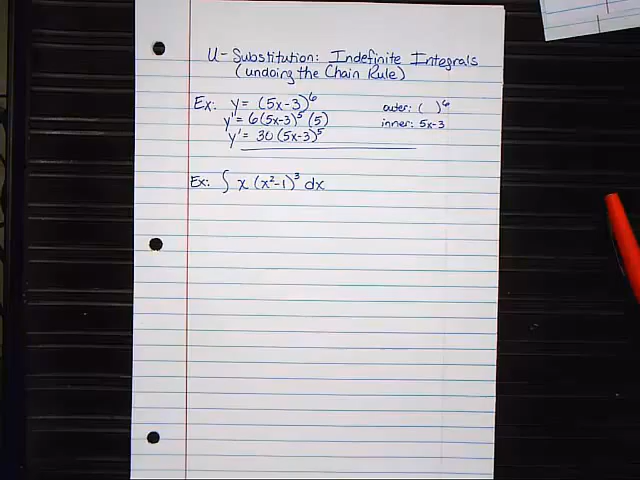 U-Substitution: Indefinite Integrals
(undoing the Chain Rule)
Ex: y = (5x-3)⁶ outer: ( )⁶
y' = 6(5x-3)⁵ (5) inner: 5x-3
y' = 30(5x-3)⁵
Ex: ∫ x (x²-1)³ dx